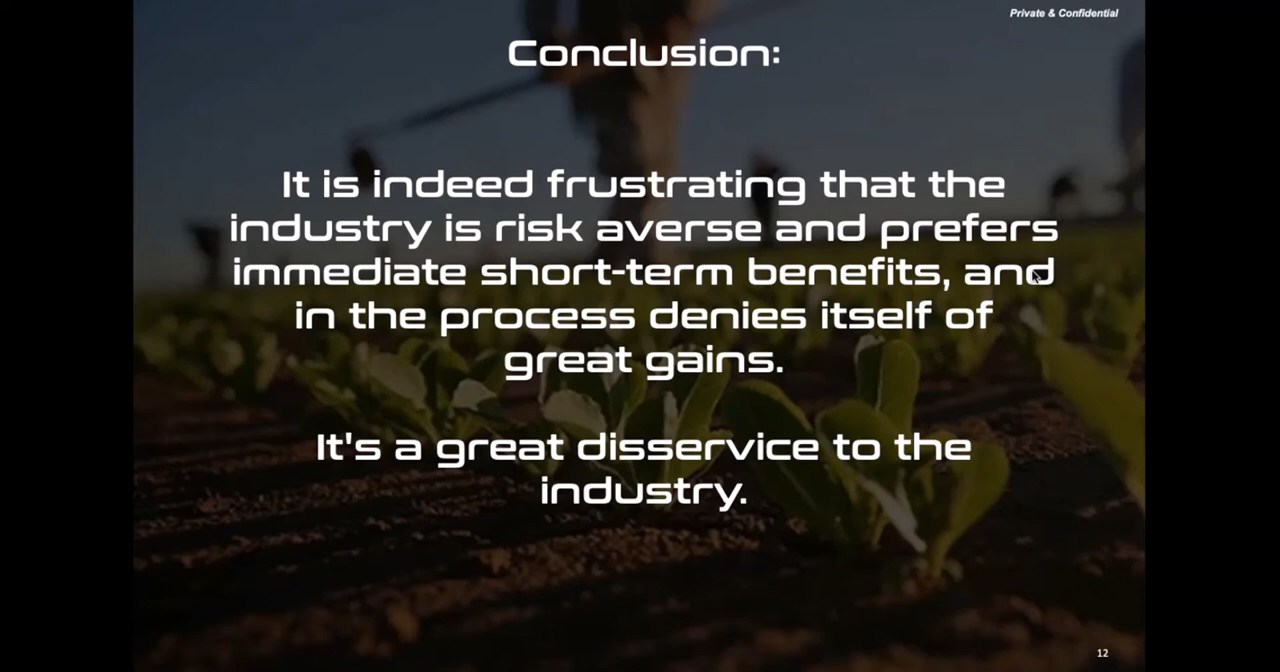 Private & Confidential
Conclusion:
It is indeed frustrating that the
industry is risk averse and prefers
immediate short-term benefits, and
in the process denies itself of
great gains.
It's a great disservice to the
industry.
12